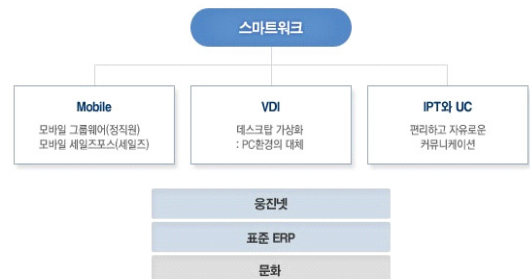 스마트워크
Mobile
모바일 그룹웨어(정직원)
모바일 세일즈포스(세일즈)
VDI
데스크탑 가상화
: PC환경의 대체
IPT와 UC
편리하고 자유로운
커뮤니케이션
웅진넷
표준 ERP
문화